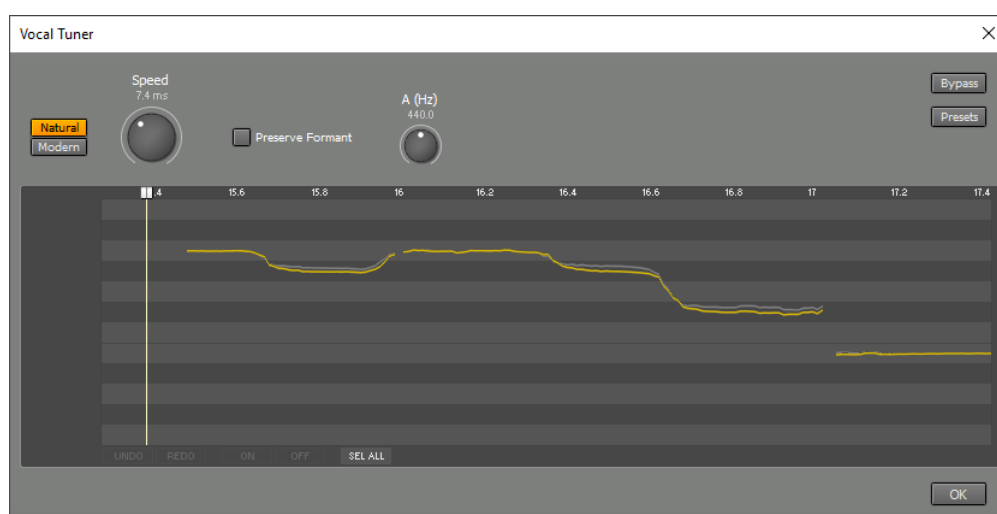 Vocal Tuner
Speed
7.4 ms
A (Hz)
440.0
Bypass
Presets
Natural
Modern
Preserve Formant
.4 15.6 15.8 16 16.2 16.4 16.6 16.8 17 17.2 17.4
UNDO REDO ON OFF SEL ALL
OK